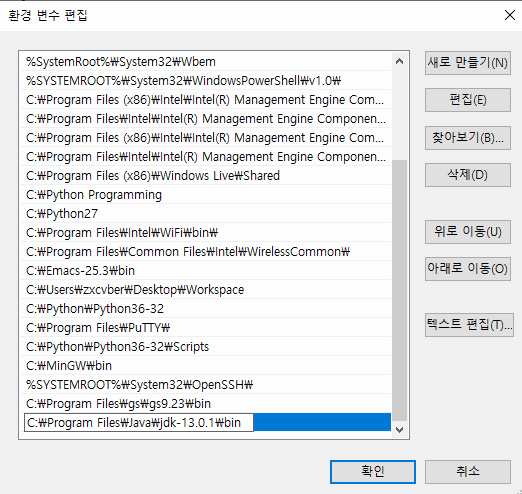 환경 변수 편집
%SystemRoot%₩System32₩Wbem
%SYSTEMROOT%₩System32₩WindowsPowerShell₩v1.0₩
C:₩Program Files (x86)₩Intel₩Intel(R) Management Engine Com...
C:₩Program Files₩Intel₩Intel(R) Management Engine Componen...
C:₩Program Files (x86)₩Intel₩Intel(R) Management Engine Com...
C:₩Program Files₩Intel₩Intel(R) Management Engine Componen...
C:₩Program Files (x86)₩Windows Live₩Shared
C:₩Python Programming
C:₩Python27
C:₩Program Files₩Intel₩WiFi₩bin₩
C:₩Program Files₩Common Files₩Intel₩WirelessCommon₩
C:₩Emacs-25.3₩bin
C:₩Users₩zxcvber₩Desktop₩Workspace
C:₩Python₩Python36-32
C:₩Program Files₩PuTTY₩
C:₩Python₩Python36-32₩Scripts
C:₩MinGW₩bin
%SYSTEMROOT%₩System32₩OpenSSH₩
C:₩Program Files₩gs₩gs9.23₩bin
C:₩Program Files₩Java₩jdk-13.0.1₩bin
새로 만들기(N)
편집(E)
찾아보기(B)...
삭제(D)
위로 이동(U)
아래로 이동(O)
텍스트 편집(T)...
확인
취소